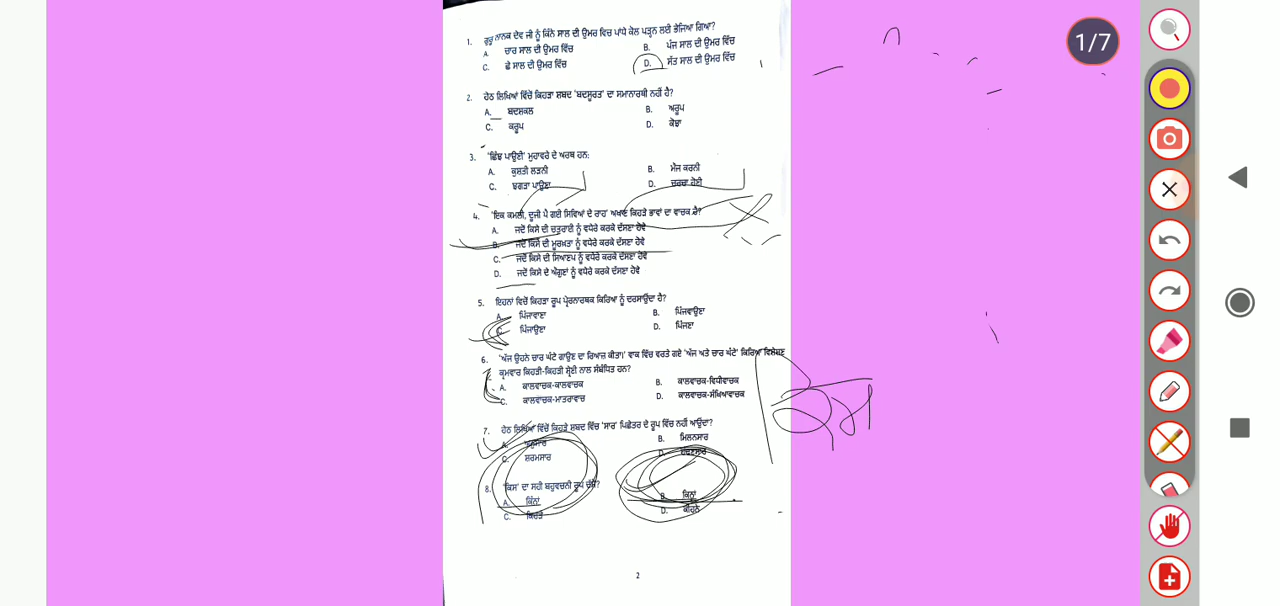 1/7
1. ਗੁਰੂ ਨਾਨਕ ਦੇਵ ਜੀ ਨੂੰ ਕਿੰਨੇ ਸਾਲ ਦੀ ਉਮਰ ਵਿਚ ਪਾਂਧੇ ਕੋਲ ਪੜ੍ਹਨ ਲਈ ਭੇਜਿਆ ਗਿਆ?
A. ਚਾਰ ਸਾਲ ਦੀ ਉਮਰ ਵਿੱਚ B. ਪੰਜ ਸਾਲ ਦੀ ਉਮਰ ਵਿੱਚ
C. ਛੇ ਸਾਲ ਦੀ ਉਮਰ ਵਿੱਚ D. ਸੱਤ ਸਾਲ ਦੀ ਉਮਰ ਵਿੱਚ
2. ਹੇਠ ਲਿਖਿਆਂ ਵਿੱਚੋਂ ਕਿਹੜਾ ਸ਼ਬਦ 'ਬਦਸੂਰਤ' ਦਾ ਸਮਾਨਾਰਥੀ ਨਹੀਂ ਹੈ?
A. ਬਦਸ਼ਕਲ B. ਅਰੂਪ
C. ਕਰੂਪ D. ਕੋਝਾ
3. 'ਛਿੰਝ ਪਾਉਣੀ' ਮੁਹਾਵਰੇ ਦੇ ਅਰਥ ਹਨ:
A. ਕੁਸ਼ਤੀ ਲੜਨੀ B. ਮੌਜ ਕਰਨੀ
C. ਝਗੜਾ ਪਾਉਣਾ D. ਚਰਚਾ ਹੋਣੀ
4. 'ਇਕ ਕਮਲੀ, ਦੂਜੀ ਪੈ ਗਈ ਸਿਵਿਆਂ ਦੇ ਰਾਹ' ਅਖਾਣ ਕਿਹੜੇ ਭਾਵਾਂ ਦਾ ਵਾਚਕ ਹੈ?
A. ਜਦੋਂ ਕਿਸੇ ਦੀ ਚਤੁਰਾਈ ਨੂੰ ਵਧੇਰੇ ਕਰਕੇ ਦੱਸਣਾ ਹੋਵੇ
B. ਜਦੋਂ ਕਿਸੇ ਦੀ ਮੂਰਖਤਾ ਨੂੰ ਵਧੇਰੇ ਕਰਕੇ ਦੱਸਣਾ ਹੋਵੇ
C. ਜਦੋਂ ਕਿਸੇ ਦੀ ਸਿਆਣਪ ਨੂੰ ਵਧੇਰੇ ਕਰਕੇ ਦੱਸਣਾ ਹੋਵੇ
D. ਜਦੋਂ ਕਿਸੇ ਦੇ ਔਗੁਣਾਂ ਨੂੰ ਵਧੇਰੇ ਕਰਕੇ ਦੱਸਣਾ ਹੋਵੇ
5. ਇਹਨਾਂ ਵਿਚੋਂ ਕਿਹੜਾ ਰੂਪ ਪ੍ਰੇਰਨਾਰਥਕ ਕਿਰਿਆ ਨੂੰ ਦਰਸਾਉਂਦਾ ਹੈ?
A. ਪਿੰਜਾਵਾਣਾ B. ਪਿੰਜਵਾਉਣਾ
C. ਪਿੰਜਾਉਣਾ D. ਪਿੰਜਣਾ
6. 'ਅੱਜ ਉਹਨੇ ਚਾਰ ਘੰਟੇ ਗਾਉਣ ਦਾ ਰਿਆਜ਼ ਕੀਤਾ।' ਵਾਕ ਵਿੱਚ ਵਰਤੇ ਗਏ 'ਅੱਜ ਅਤੇ ਚਾਰ ਘੰਟੇ' ਕਿਰਿਆ ਵਿਸ਼ੇਸ਼ਣ
ਕ੍ਰਮਵਾਰ ਕਿਹੜੀ-ਕਿਹੜੀ ਸ਼੍ਰੇਣੀ ਨਾਲ ਸੰਬੰਧਿਤ ਹਨ?
A. ਕਾਲਵਾਚਕ-ਕਾਲਵਾਚਕ B. ਕਾਲਵਾਚਕ-ਵਿਧੀਵਾਚਕ
C. ਕਾਲਵਾਚਕ-ਮਾਤਰਾਵਾਚ D. ਕਾਲਵਾਚਕ-ਸੰਖਿਆਵਾਚਕ
7. ਹੇਠ ਲਿਖਿਆਂ ਵਿੱਚੋਂ ਕਿਹੜੇ ਸ਼ਬਦ ਵਿੱਚ 'ਸਾਰ' ਪਿਛੇਤਰ ਦੇ ਰੂਪ ਵਿੱਚ ਨਹੀਂ ਆਉਂਦਾ?
A. B. ਮਿਲਨਸਾਰ
C. ਸ਼ਰਮਸਾਰ D.
8. 'ਕਿਸ' ਦਾ ਸਹੀ ਬਹੁਵਚਨੀ ਰੂਪ ਚੁਣੋ?
A. ਕਿੰਨਾਂ B. ਕਿਨ੍ਹਾਂ
C. D.
2